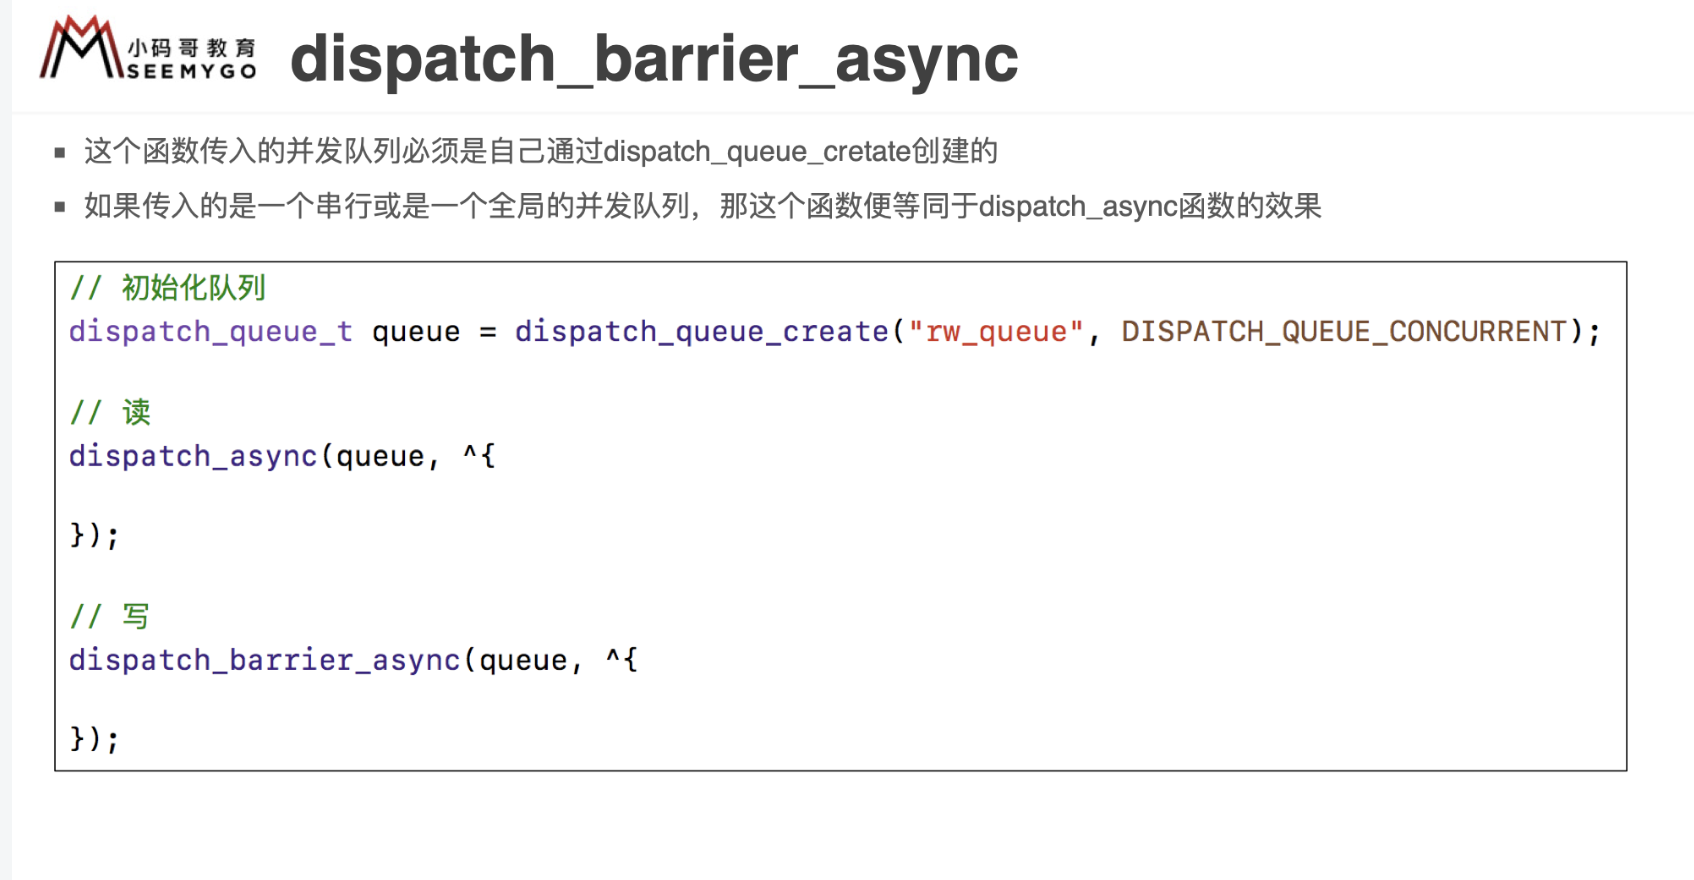 小码哥教育
SEEMYGO
dispatch_barrier_async
▪ 这个函数传入的并发队列必须是自己通过dispatch_queue_cretate创建的
▪ 如果传入的是一个串行或是一个全局的并发队列，那这个函数便等同于dispatch_async函数的效果
// 初始化队列
dispatch_queue_t queue = dispatch_queue_create("rw_queue", DISPATCH_QUEUE_CONCURRENT);
// 读
dispatch_async(queue, ^{
});
// 写
dispatch_barrier_async(queue, ^{
});